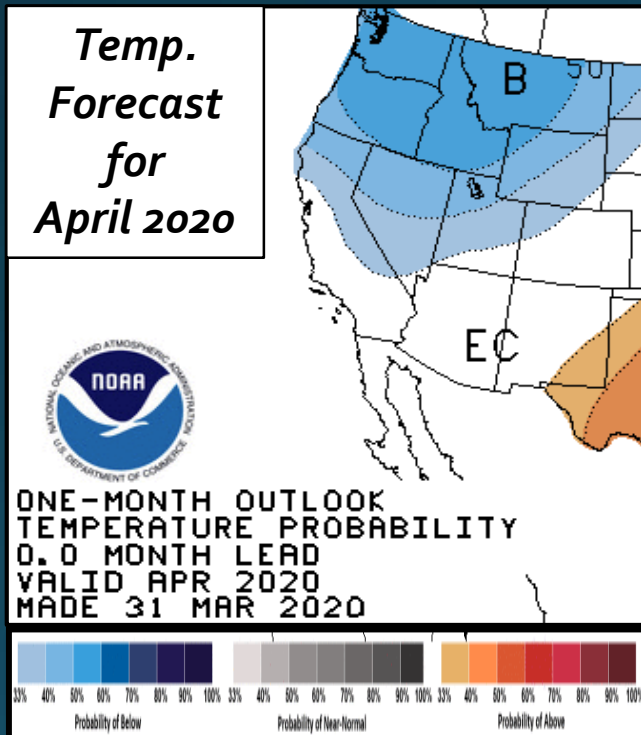 Temp.
Forecast
for
April 2020
B
50
EC
NATIONAL OCEANIC AND ATMOSPHERIC ADMINISTRATION
NOAA
U.S. DEPARTMENT OF COMMERCE
ONE-MONTH OUTLOOK
TEMPERATURE PROBABILITY
0.0 MONTH LEAD
VALID APR 2020
MADE 31 MAR 2020
33% 40% 50% 60% 70% 80% 90% 100% 33% 40% 50% 60% 70% 80% 90% 100% 33% 40% 50% 60% 70% 80% 90% 100%
Probability of Below Probability of Near-Normal Probability of Above